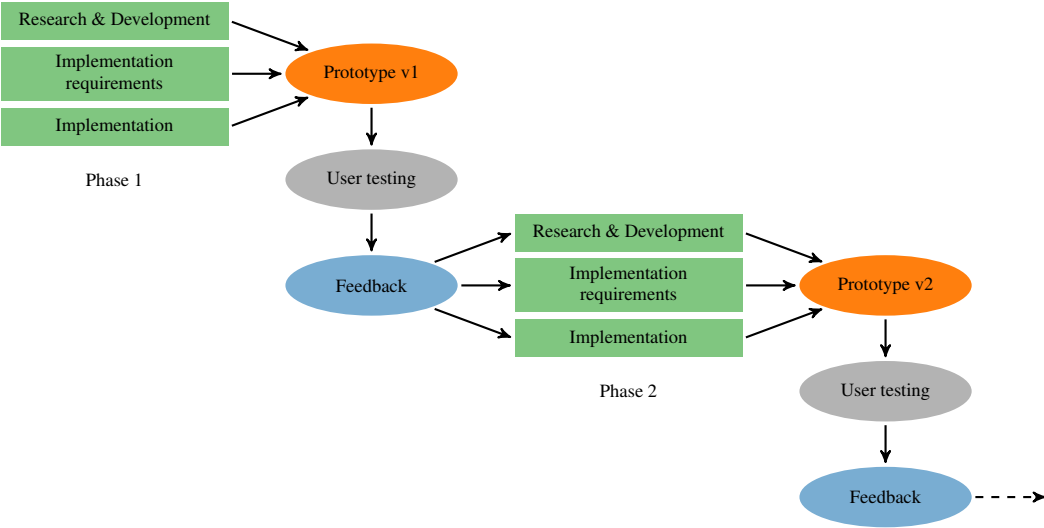 Research & Development
Implementation
requirements
Implementation
Phase 1
Prototype v1
User testing
Feedback
Research & Development
Implementation
requirements
Implementation
Phase 2
Prototype v2
User testing
Feedback